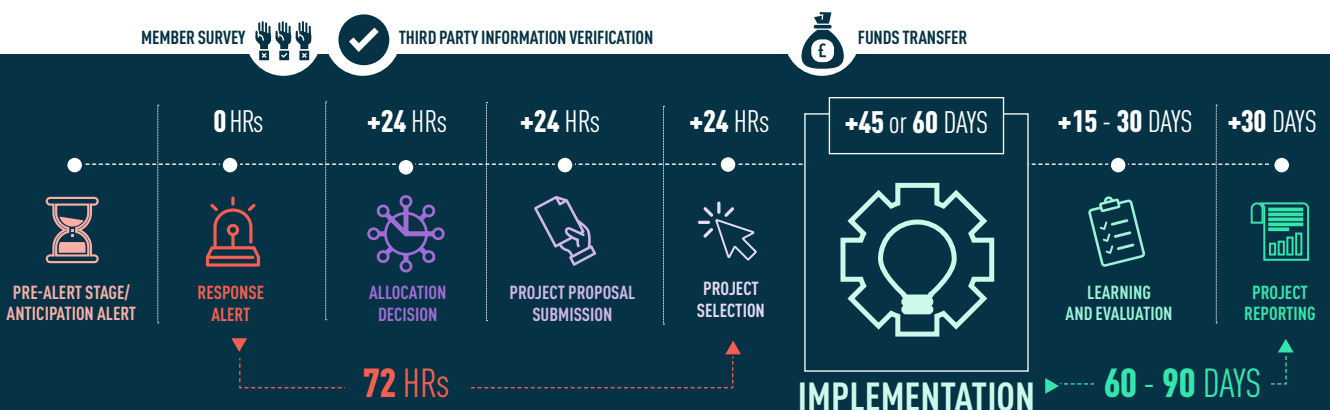 MEMBER SURVEY
THIRD PARTY INFORMATION VERIFICATION
£
FUNDS TRANSFER
0 HRs
+24 HRs
+24 HRs
+24 HRs
+45 or 60 DAYS
+15 - 30 DAYS
+30 DAYS
PRE-ALERT STAGE/
ANTICIPATION ALERT
RESPONSE
ALERT
ALLOCATION
DECISION
PROJECT PROPOSAL
SUBMISSION
PROJECT
SELECTION
LEARNING
AND EVALUATION
PROJECT
REPORTING
72 HRs
IMPLEMENTATION
60 - 90 DAYS